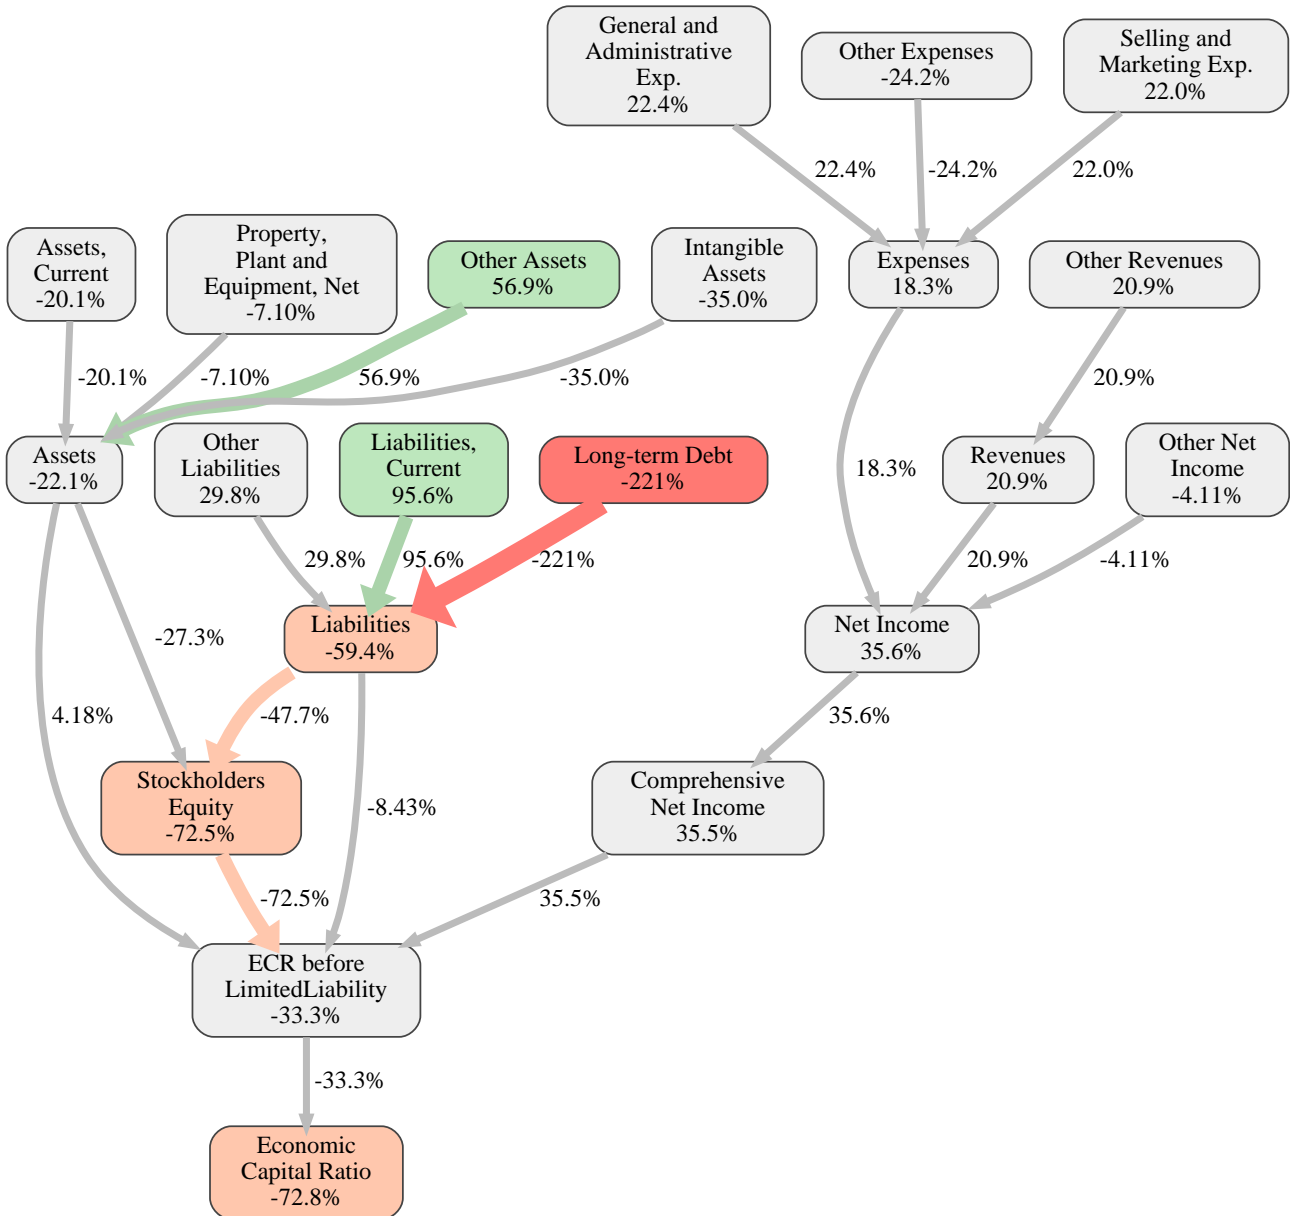 General and
Administrative
Exp.
22.4%
Other Expenses
-24.2%
Selling and
Marketing Exp.
22.0%
22.4%
-24.2%
22.0%
Assets,
Current
-20.1%
Property,
Plant and
Equipment, Net
-7.10%
Other Assets
56.9%
Intangible
Assets
-35.0%
Expenses
18.3%
Other Revenues
20.9%
-20.1%
-7.10%
56.9%
-35.0%
20.9%
Assets
-22.1%
Other
Liabilities
29.8%
Liabilities,
Current
95.6%
Long-term Debt
-221%
18.3%
Revenues
20.9%
Other Net
Income
-4.11%
29.8%
95.6%
-221%
20.9%
-4.11%
-27.3%
Liabilities
-59.4%
Net Income
35.6%
4.18%
-47.7%
35.6%
Stockholders
Equity
-72.5%
-8.43%
Comprehensive
Net Income
35.5%
-72.5%
35.5%
ECR before
LimitedLiability
-33.3%
-33.3%
Economic
Capital Ratio
-72.8%